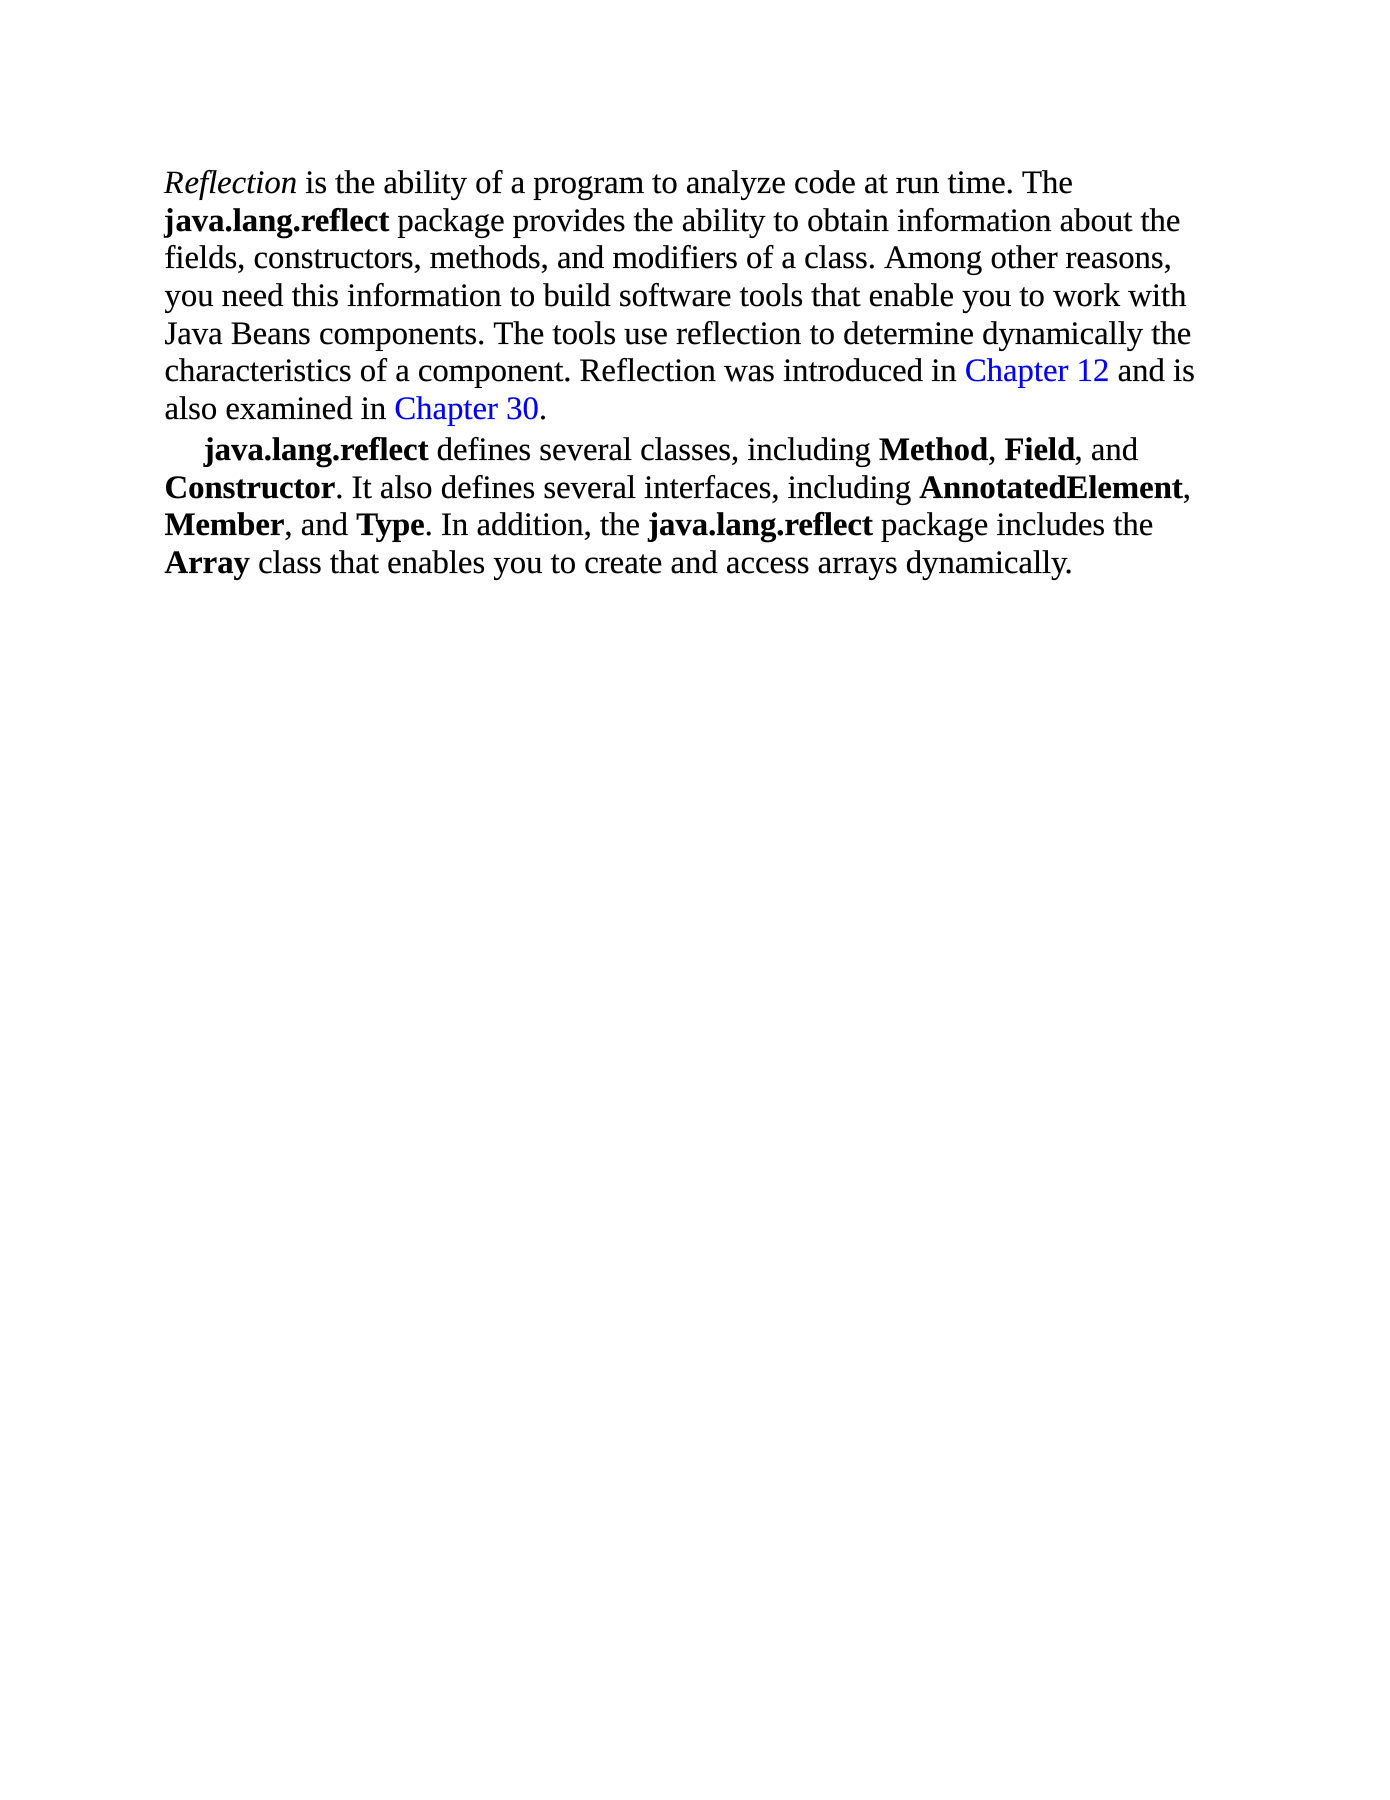 Reflection is the ability of a program to analyze code at run time. The
java.lang.reflect package provides the ability to obtain information about the
fields, constructors, methods, and modifiers of a class. Among other reasons,
you need this information to build software tools that enable you to work with
Java Beans components. The tools use reflection to determine dynamically the
characteristics of a component. Reflection was introduced in Chapter 12 and is
also examined in Chapter 30.
java.lang.reflect defines several classes, including Method, Field, and
Constructor. It also defines several interfaces, including AnnotatedElement,
Member, and Type. In addition, the java.lang.reflect package includes the
Array class that enables you to create and access arrays dynamically.